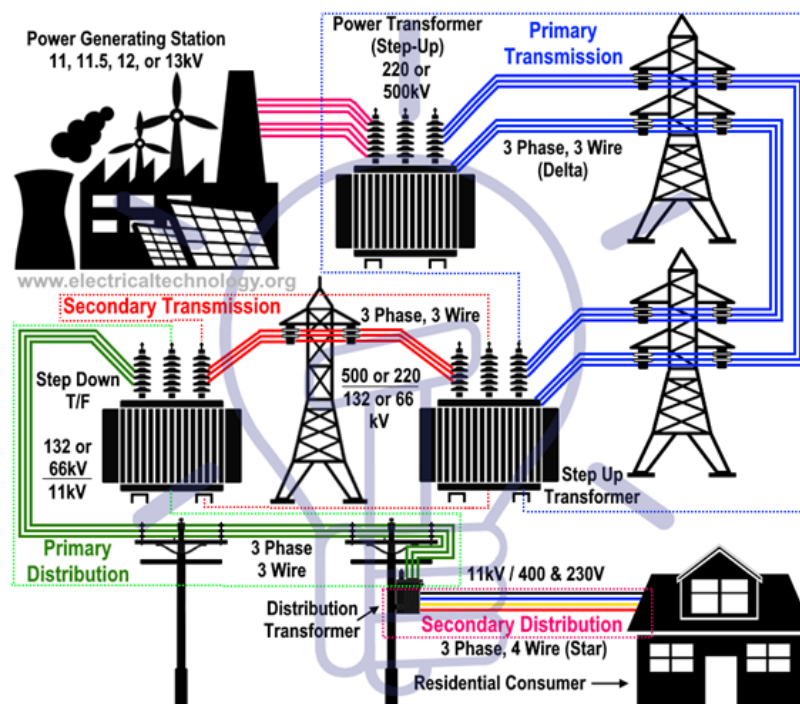 Power Generating Station
11, 11.5, 12, or 13kV
Power Transformer
(Step-Up)
220 or
500kV
Primary
Transmission
3 Phase, 3 Wire
(Delta)
www.electricaltechnology.org
Secondary Transmission
3 Phase, 3 Wire
Step Down
T/F
132 or
66kV
11kV
500 or 220
132 or 66
kV
Step Up
Transformer
Primary
Distribution
3 Phase
3 Wire
Distribution
Transformer
11kV / 400 & 230V
Secondary Distribution
3 Phase, 4 Wire (Star)
Residential Consumer